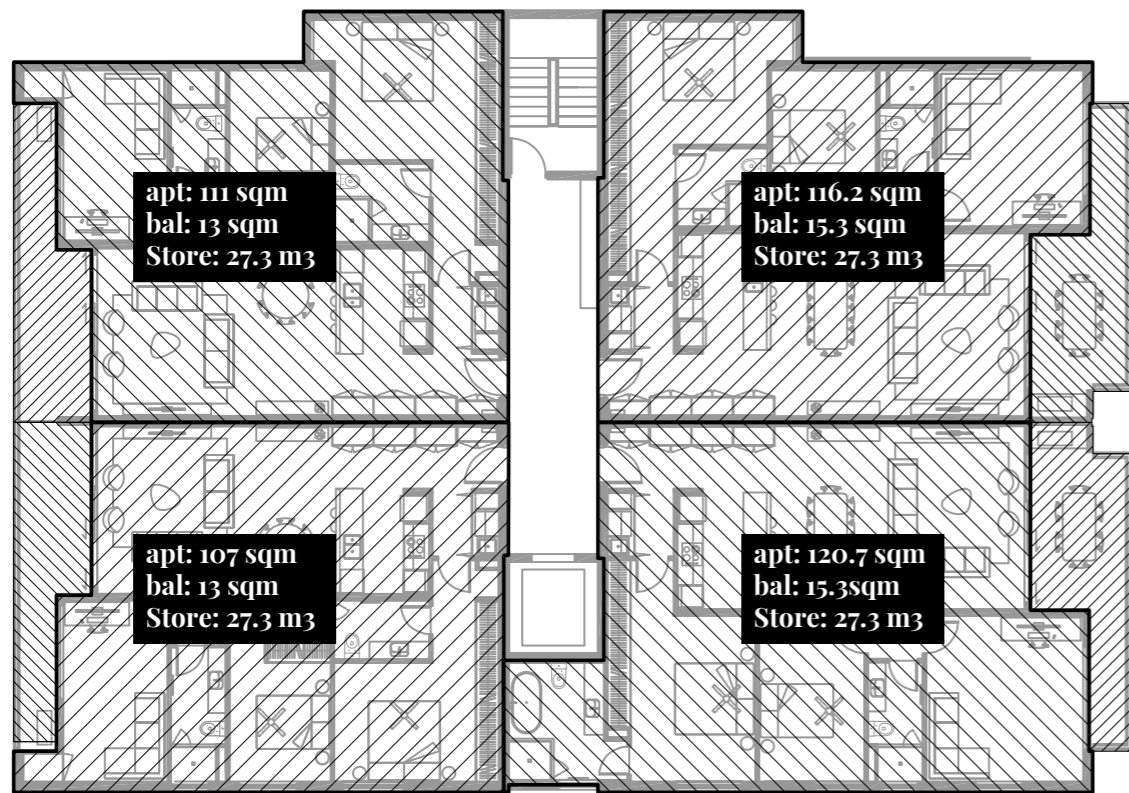 apt: 111 sqm
bal: 13 sqm
Store: 27.3 m3
apt: 116.2 sqm
bal: 15.3 sqm
Store: 27.3 m3
apt: 107 sqm
bal: 13 sqm
Store: 27.3 m3
apt: 120.7 sqm
bal: 15.3sqm
Store: 27.3 m3